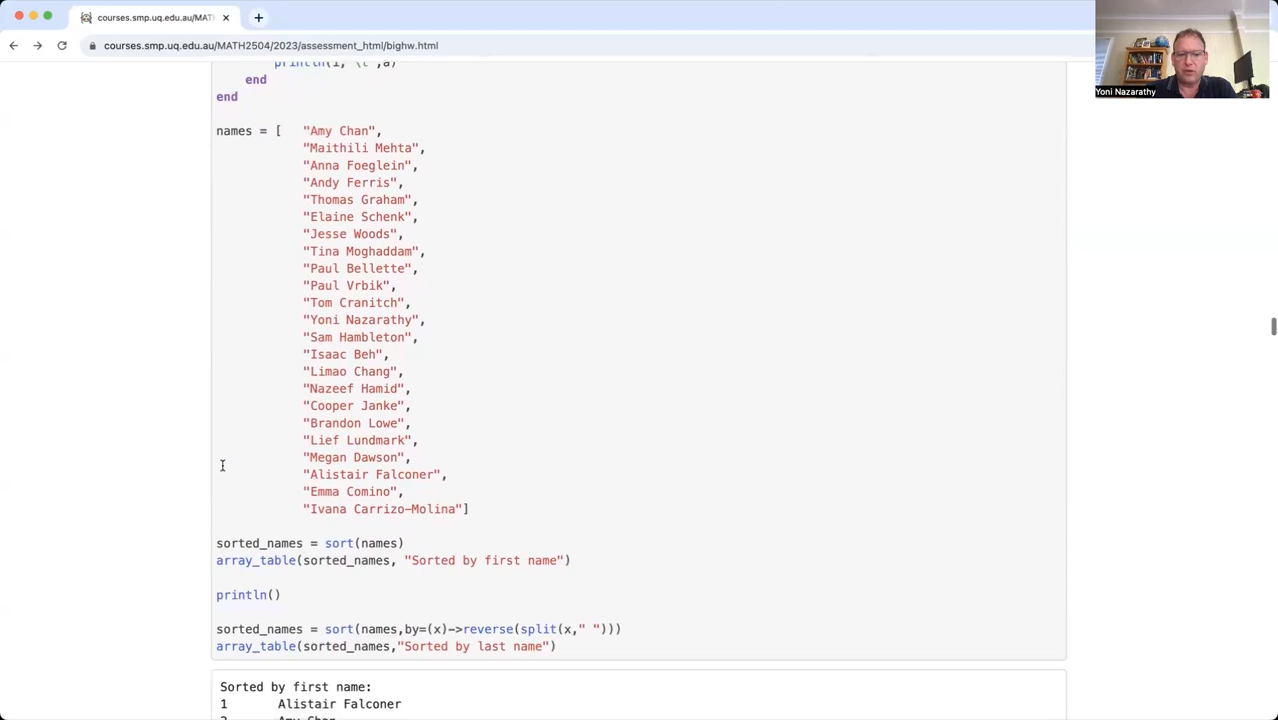 courses.smp.uq.edu.au/MAT
courses.smp.uq.edu.au/MATH2504/2023/assessment_html/bighw.html
Yoni Nazarathy
println(i,"\t",a)
end
end
names = [ "Amy Chan",
"Maithili Mehta",
"Anna Foeglein",
"Andy Ferris",
"Thomas Graham",
"Elaine Schenk",
"Jesse Woods",
"Tina Moghaddam",
"Paul Bellette",
"Paul Vrbik",
"Tom Cranitch",
"Yoni Nazarathy",
"Sam Hambleton",
"Isaac Beh",
"Limao Chang",
"Nazeef Hamid",
"Cooper Janke",
"Brandon Lowe",
"Lief Lundmark",
"Megan Dawson",
"Alistair Falconer",
"Emma Comino",
"Ivana Carrizo-Molina"]
sorted_names = sort(names)
array_table(sorted_names, "Sorted by first name")
println()
sorted_names = sort(names,by=(x)->reverse(split(x," ")))
array_table(sorted_names,"Sorted by last name")
Sorted by first name:
1 Alistair Falconer
2 Amy Chan